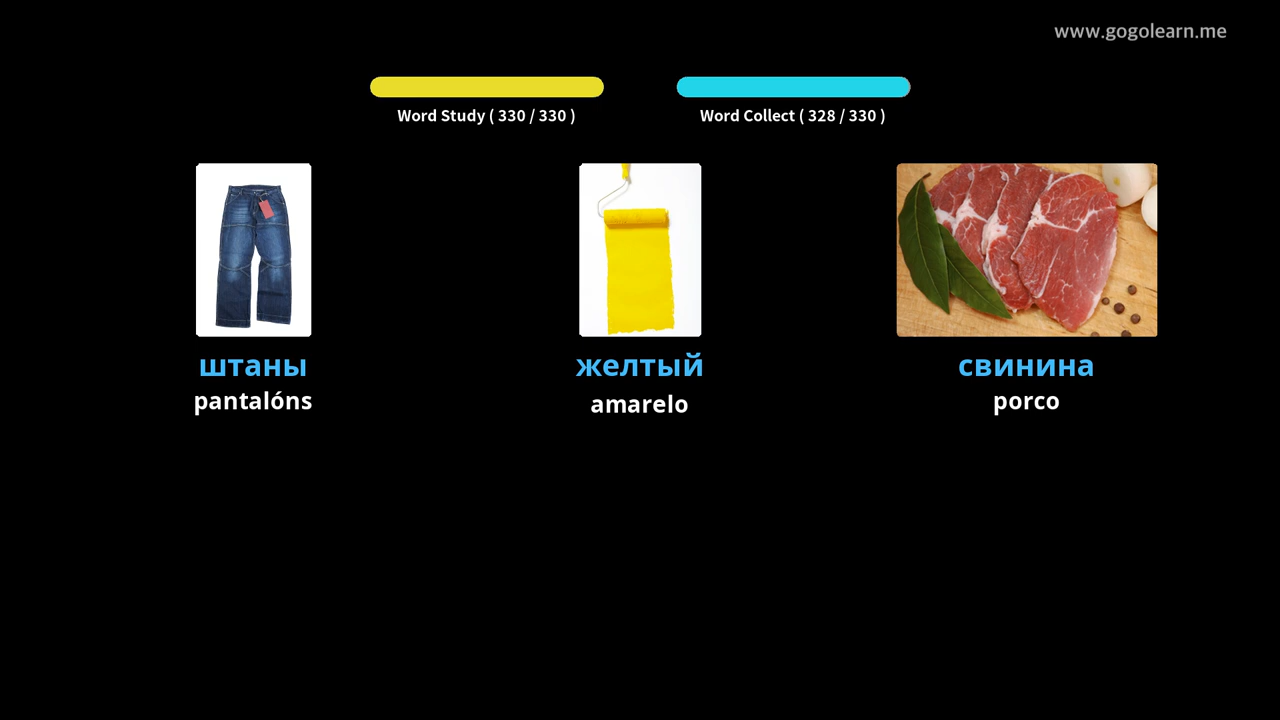 www.gogolearn.me
Word Study ( 330 / 330 )
Word Collect ( 328 / 330 )
штаны
pantalóns
желтый
amarelo
свинина
porco